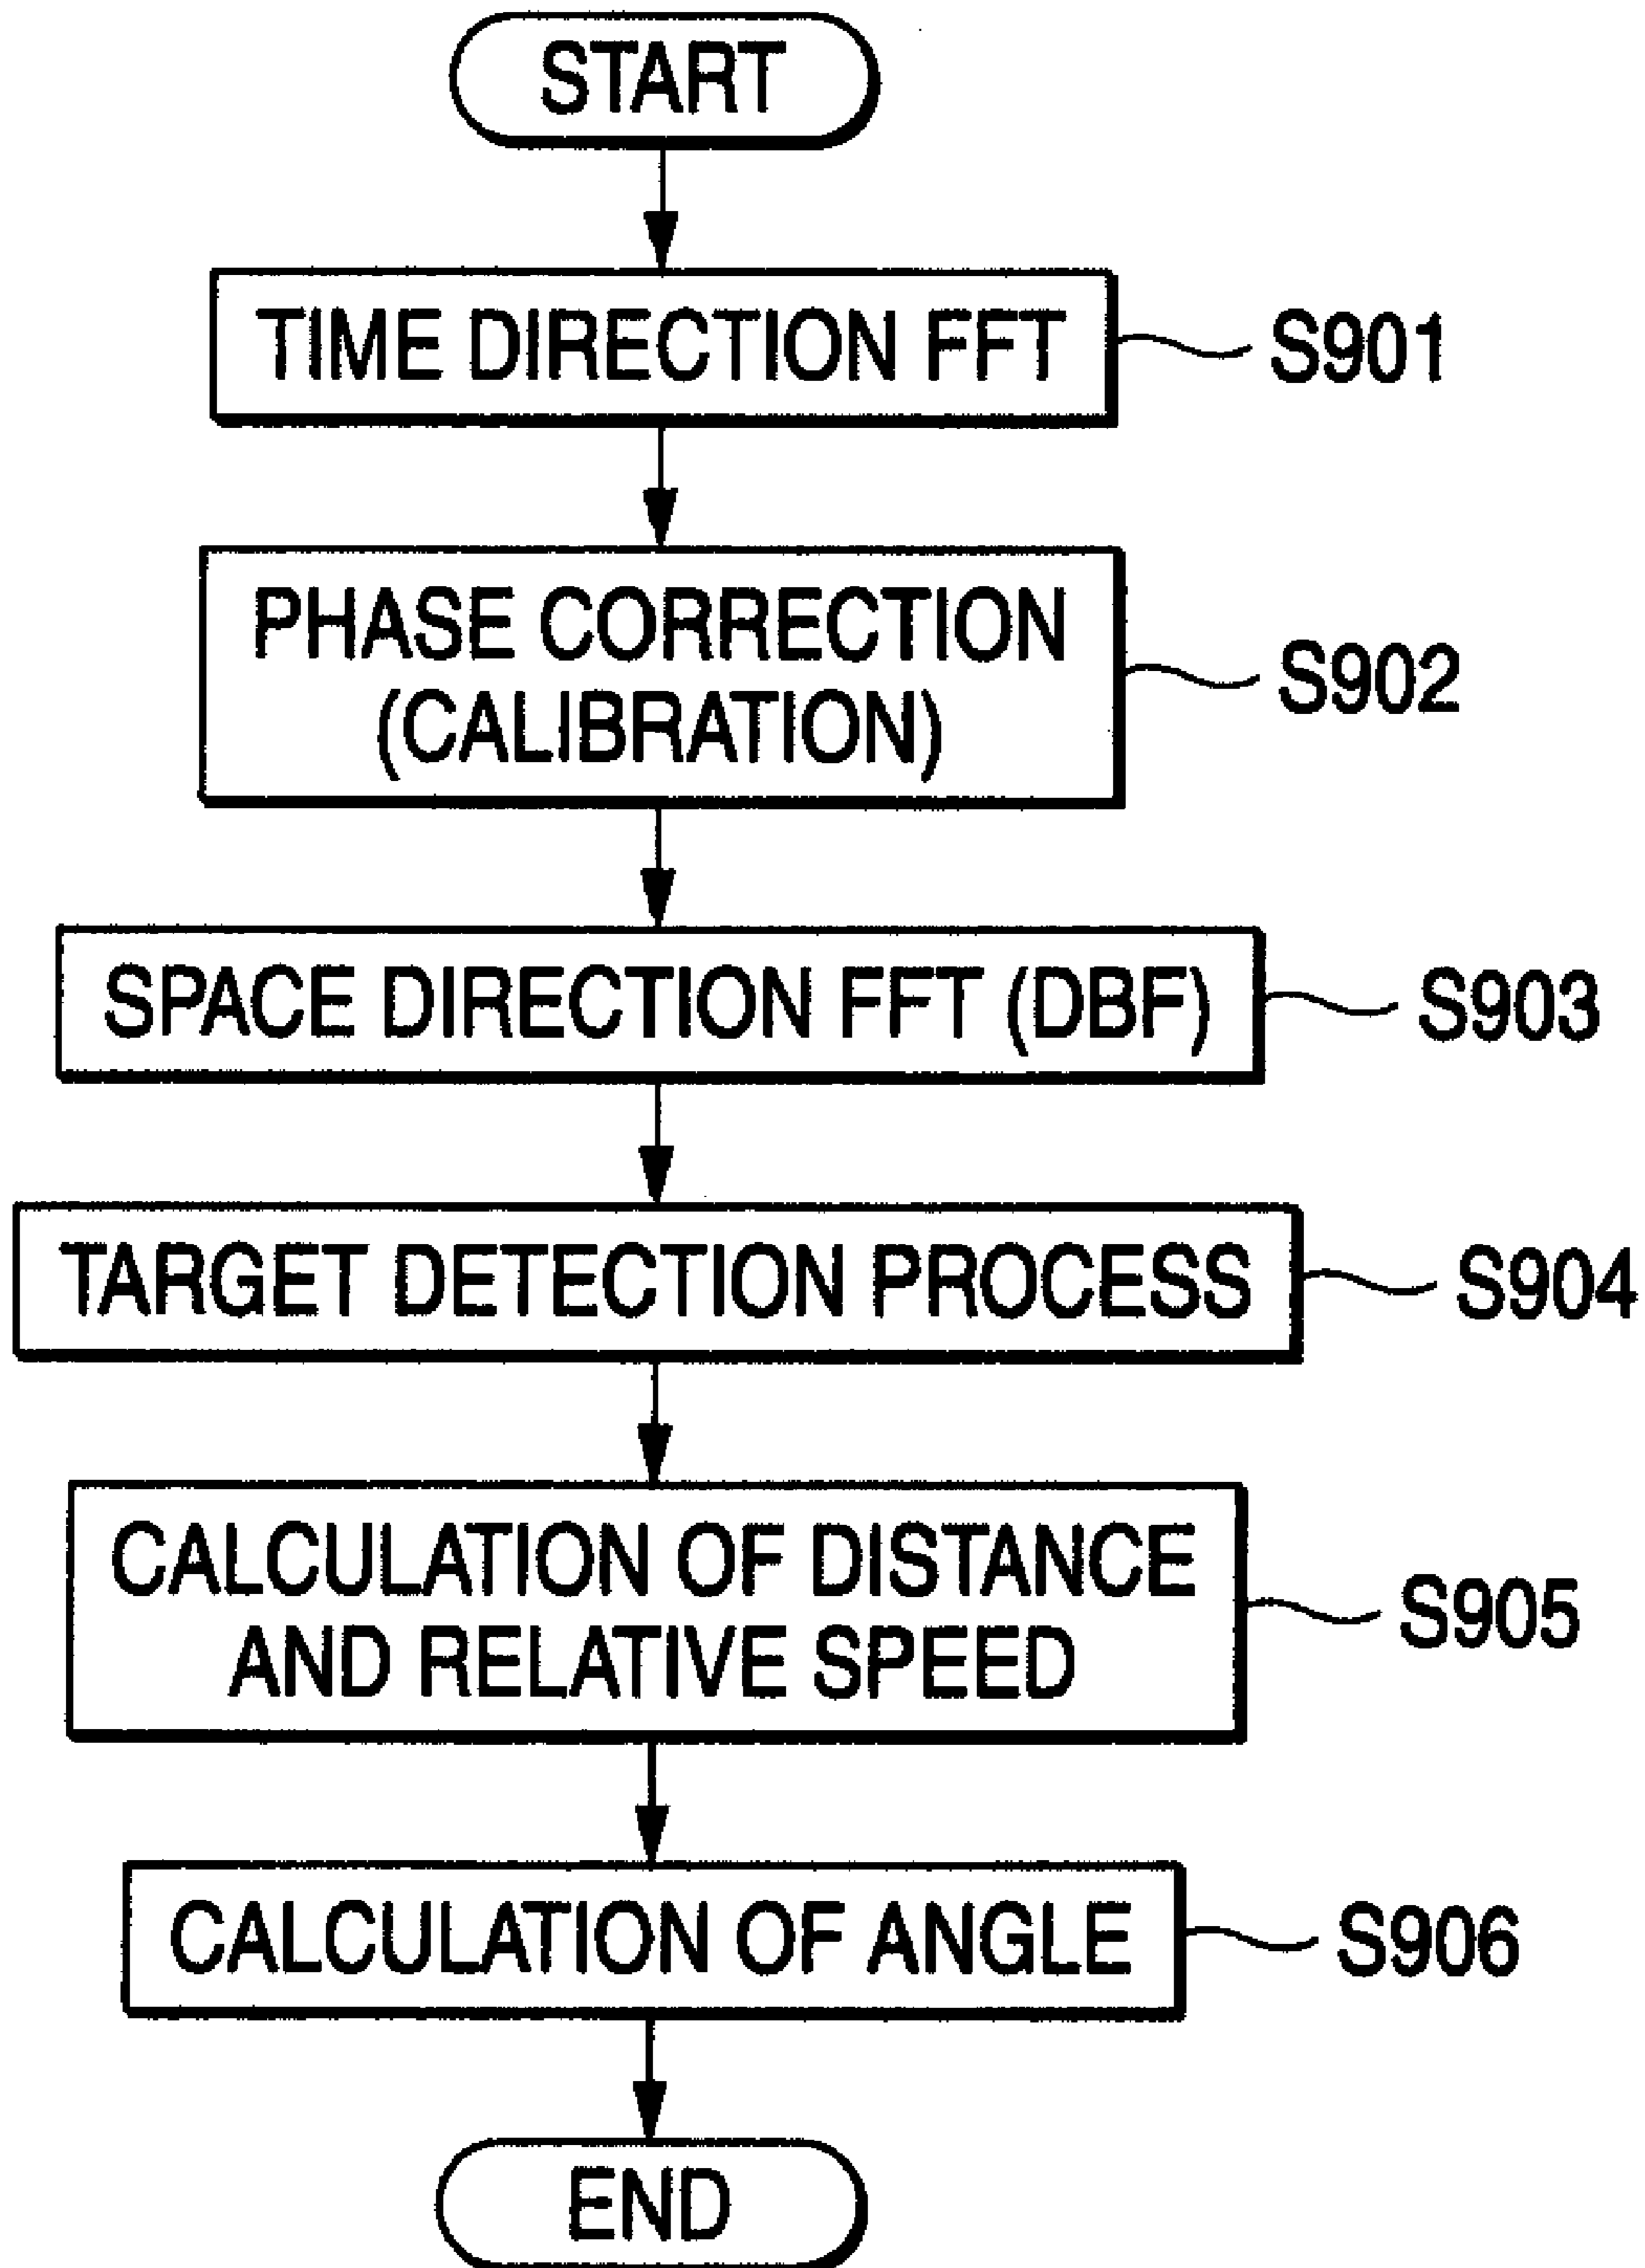 START
TIME DIRECTION FFT
S901
PHASE CORRECTION
(CALIBRATION)
S902
SPACE DIRECTION FFT (DBF)
S903
TARGET DETECTION PROCESS
S904
CALCULATION OF DISTANCE
AND RELATIVE SPEED
S905
CALCULATION OF ANGLE
S906
END